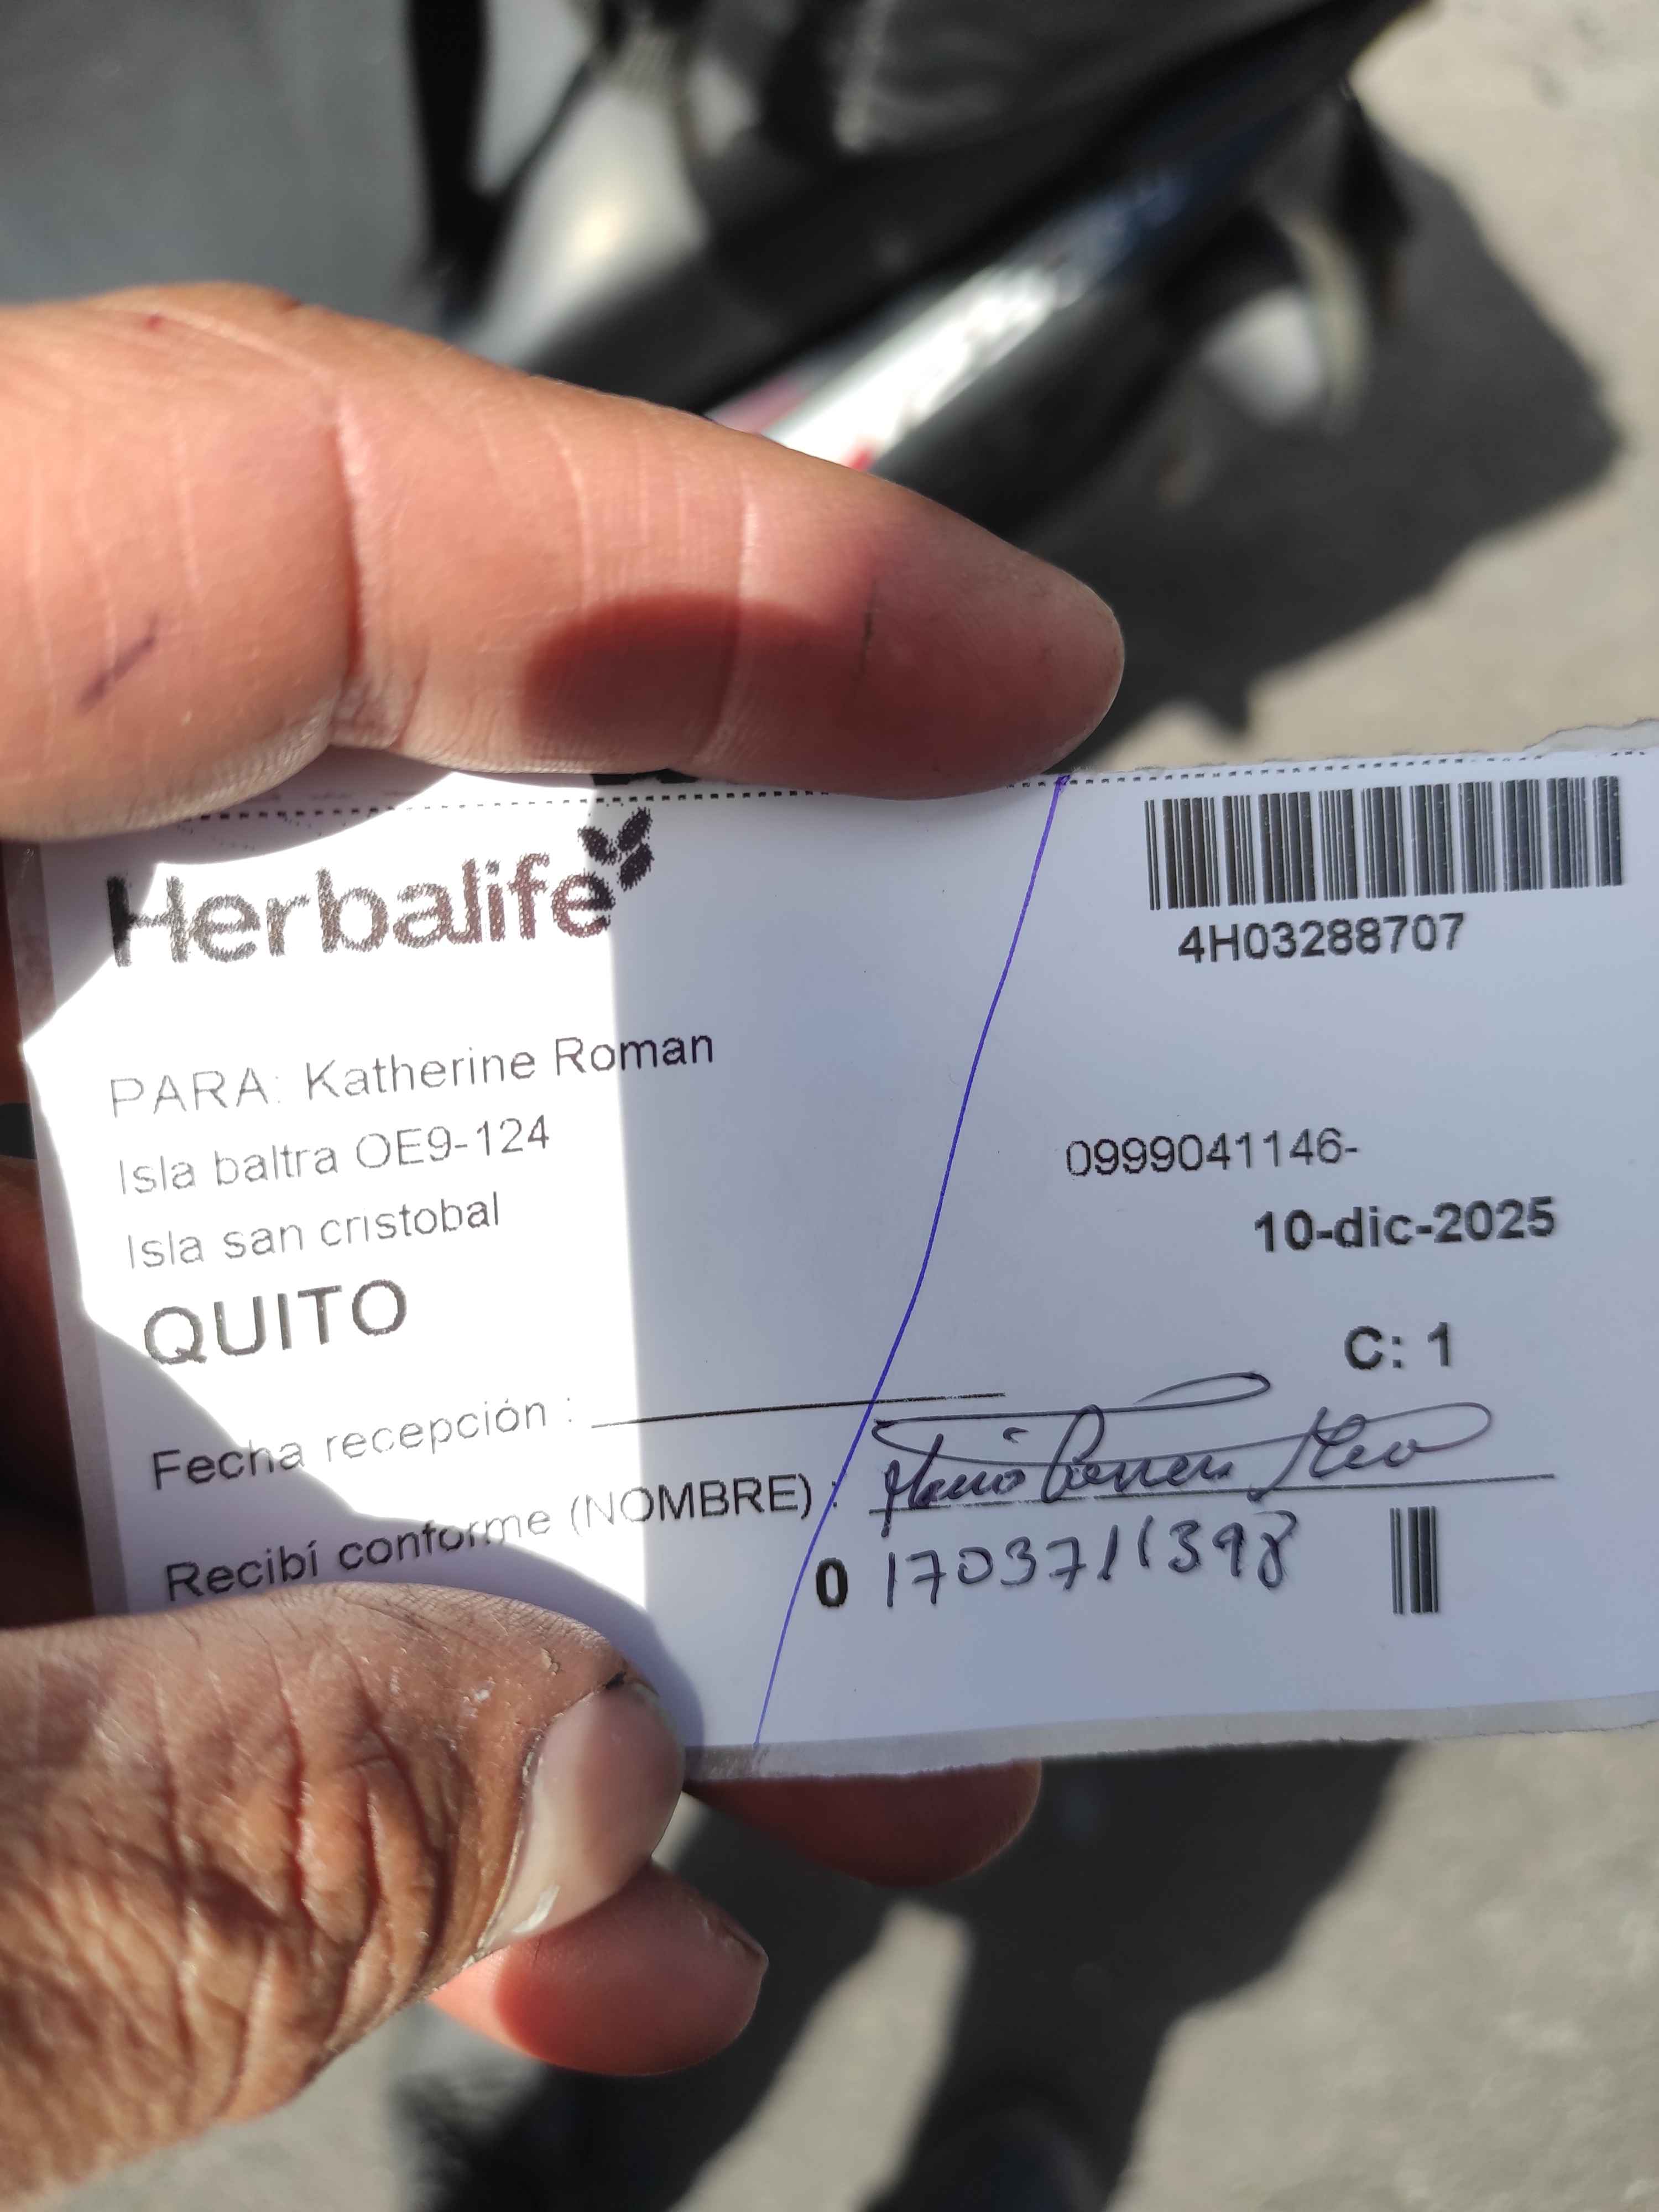 Herbalife
4H03288707
PARA: Katherine Roman
Isla baltra OE9-124
0999041146-
Isla san cristobal
10-dic-2025
QUITO
C: 1
Fecha recepción :
Recibí conforme (NOMBRE) :
0 1703711398